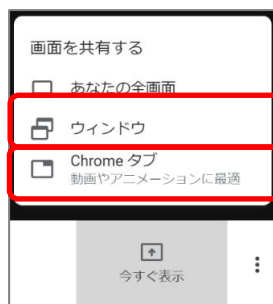 画面を共有する
あなたの全画面
ウィンドウ
Chrome タブ
動画やアニメーションに最適
今すぐ表示